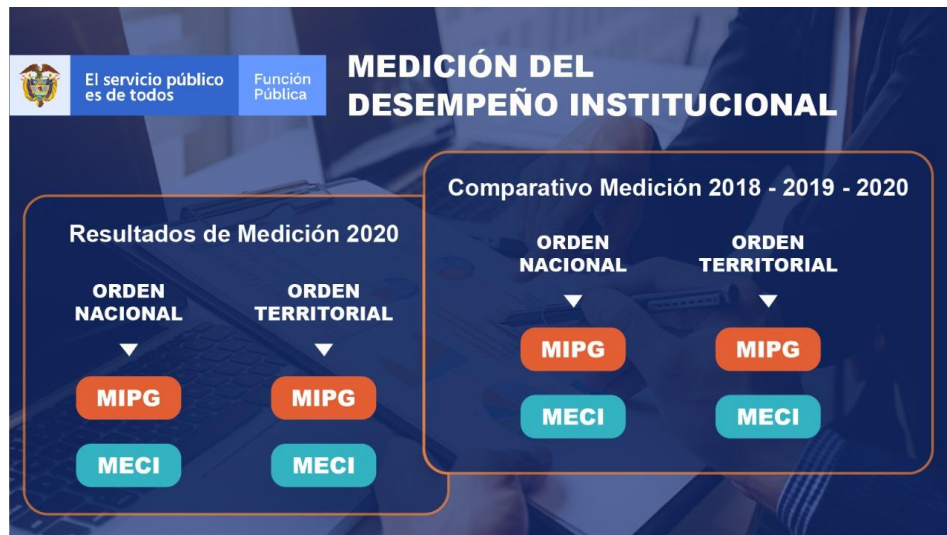 El servicio público
es de todos
Función
Pública
MEDICIÓN DEL
DESEMPEÑO INSTITUCIONAL
Resultados de Medición 2020
ORDEN
NACIONAL
MIPG
MECI
ORDEN
TERRITORIAL
MIPG
MECI
Comparativo Medición 2018 - 2019 - 2020
ORDEN
NACIONAL
MIPG
MECI
ORDEN
TERRITORIAL
MIPG
MECI